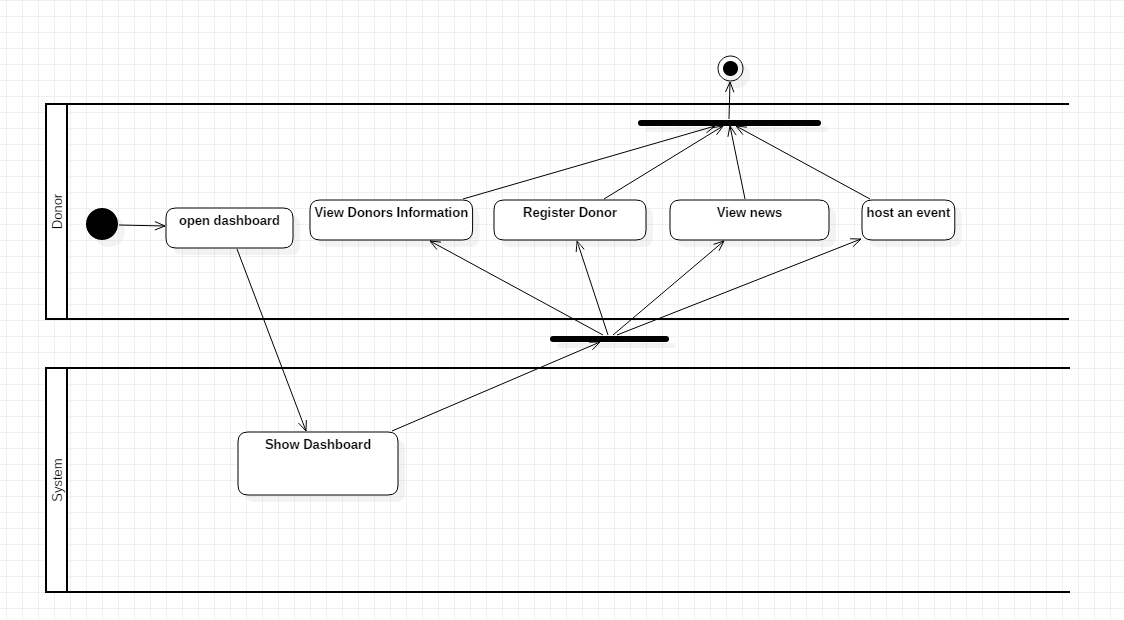 Donor
open dashboard
View Donors Information
Register Donor
View news
host an event
System
Show Dashboard